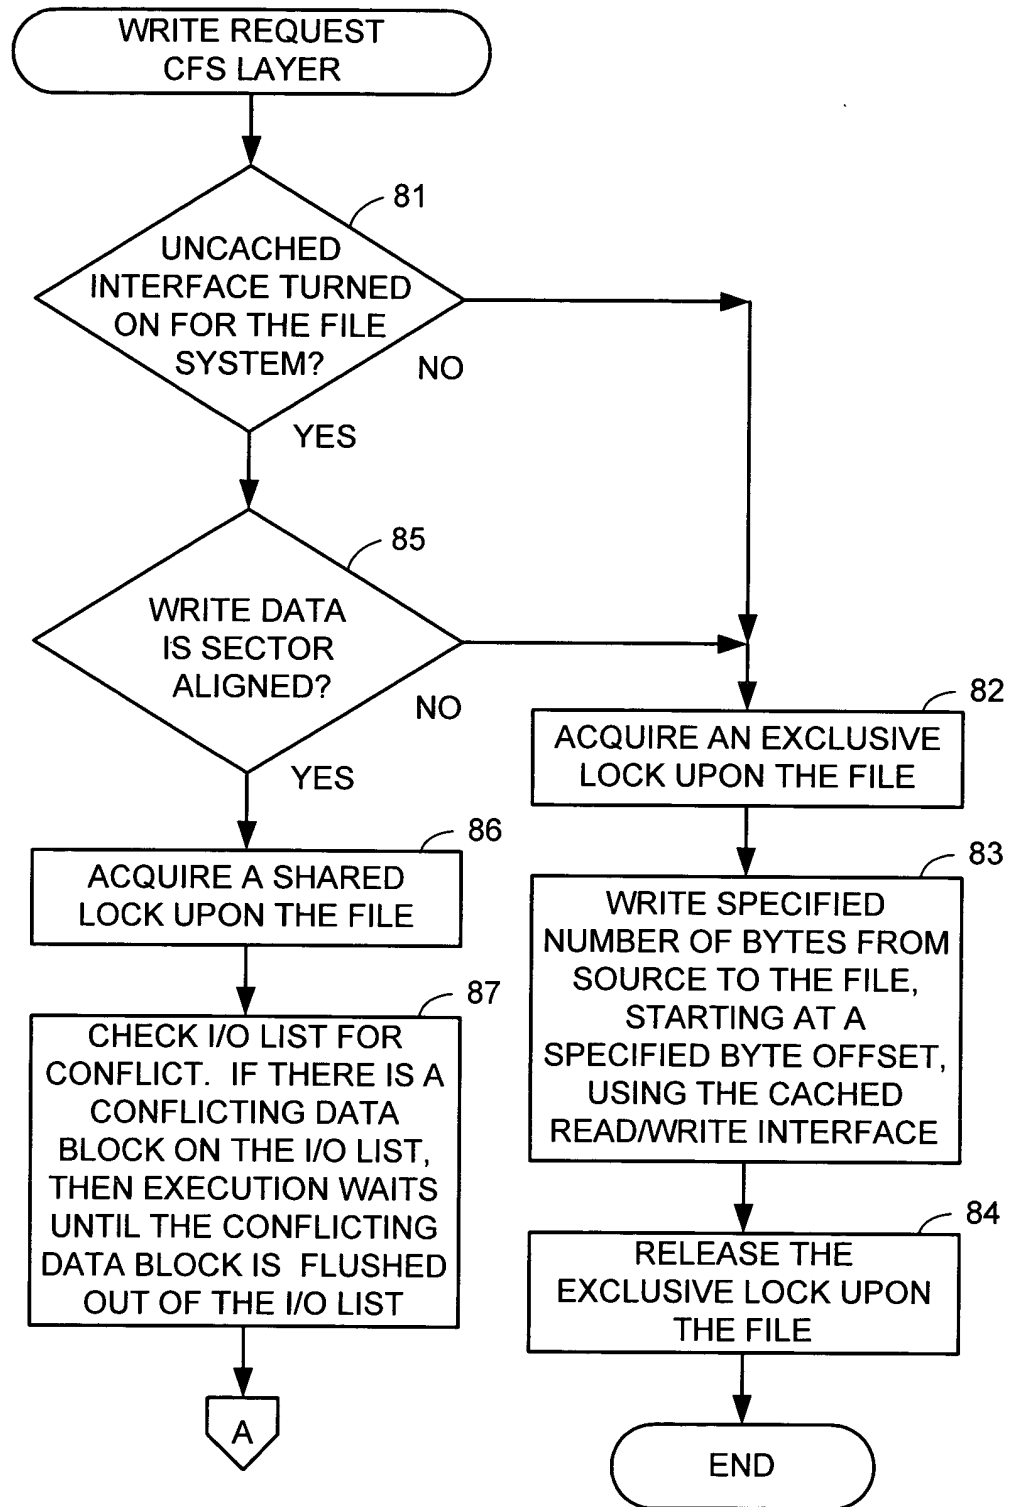 WRITE REQUEST
CFS LAYER
81
UNCACHED
INTERFACE TURNED
ON FOR THE FILE
SYSTEM?
NO
YES
85
WRITE DATA
IS SECTOR
ALIGNED?
NO
YES
86
ACQUIRE A SHARED
LOCK UPON THE FILE
87
CHECK I/O LIST FOR
CONFLICT. IF THERE IS A
CONFLICTING DATA
BLOCK ON THE I/O LIST,
THEN EXECUTION WAITS
UNTIL THE CONFLICTING
DATA BLOCK IS FLUSHED
OUT OF THE I/O LIST
A
82
ACQUIRE AN EXCLUSIVE
LOCK UPON THE FILE
83
WRITE SPECIFIED
NUMBER OF BYTES FROM
SOURCE TO THE FILE,
STARTING AT A
SPECIFIED BYTE OFFSET,
USING THE CACHED
READ/WRITE INTERFACE
84
RELEASE THE
EXCLUSIVE LOCK UPON
THE FILE
END